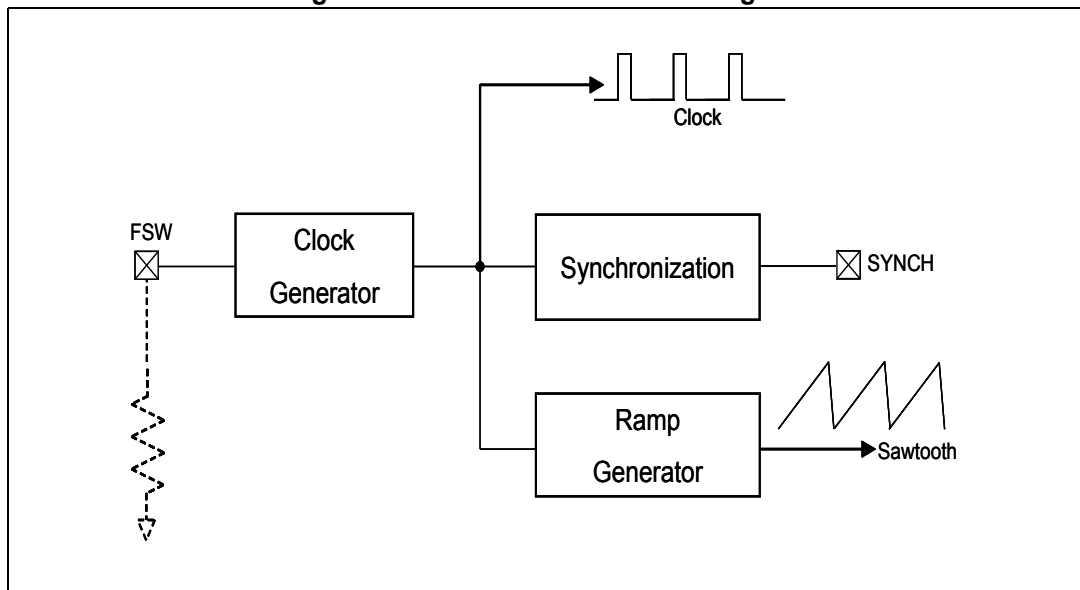 Clock
FSW
Clock
Generator
Synchronization
SYNCH
Ramp
Generator
Sawtooth